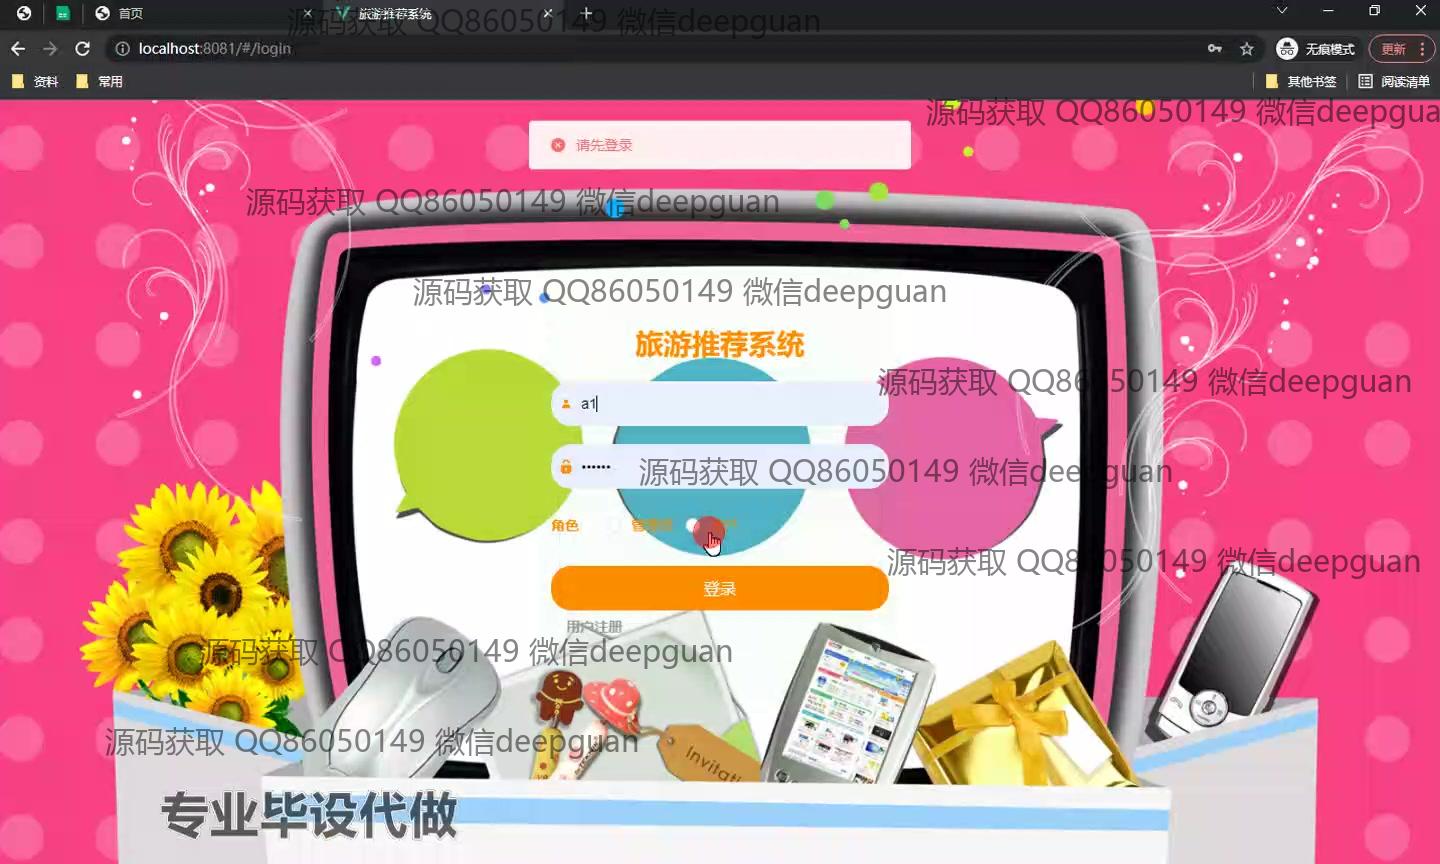 首页
旅游推荐系统
源码获取 QQ86050149 微信deepguan
localhost:8081/#/login
无痕模式
更新
资料
常用
其他书签
阅读清单
源码获取 QQ86050149 微信deepgua
请先登录
源码获取 QQ86050149 微信deepguan
源码获取 QQ86050149 微信deepguan
旅游推荐系统
源码获取 QQ86050149 微信deepguan
a1
源码获取 QQ86050149 微信deepguan
角色
管理员
源码获取 QQ86050149 微信deepguan
登录
用户注册
源码获取 QQ86050149 微信deepguan
源码获取 QQ86050149 微信deepguan
Invitati
专业毕设代做